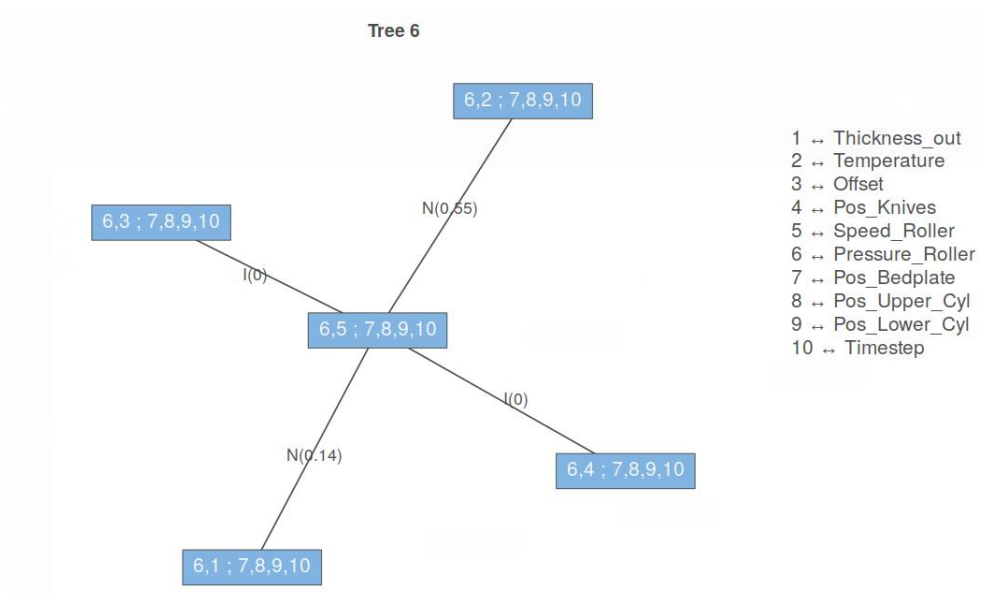 Tree 6
6,2 ; 7,8,9,10
N(0.55)
6,3 ; 7,8,9,10
I(0)
6,5 ; 7,8,9,10
I(0)
N(0.14)
6,4 ; 7,8,9,10
6,1 ; 7,8,9,10
1 ↔ Thickness_out
2 ↔ Temperature
3 ↔ Offset
4 ↔ Pos_Knives
5 ↔ Speed_Roller
6 ↔ Pressure_Roller
7 ↔ Pos_Bedplate
8 ↔ Pos_Upper_Cyl
9 ↔ Pos_Lower_Cyl
10 ↔ Timestep